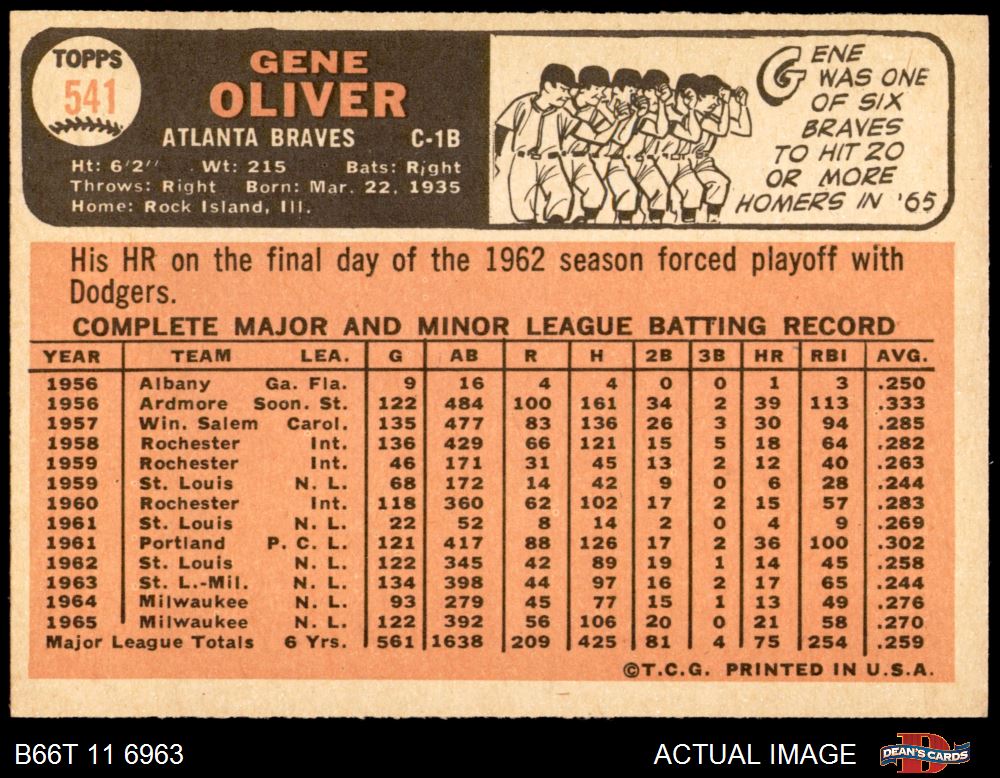 TOPPS
541
GENE
OLIVER
ATLANTA BRAVES C-1B
Ht: 6'2'' Wt: 215 Bats: Right
Throws: Right Born: Mar. 22, 1935
Home: Rock Island, Ill.
GENE
WAS ONE
OF SIX
BRAVES
TO HIT 20
OR MORE
HOMERS IN '65
His HR on the final day of the 1962 season forced playoff with
Dodgers.
COMPLETE MAJOR AND MINOR LEAGUE BATTING RECORD
YEAR TEAM LEA. G AB R H 2B 3B HR RBI AVG.
1956 Albany Ga. Fla. 9 16 4 4 0 0 1 3 .250
1956 Ardmore Soon. St. 122 484 100 161 34 2 39 113 .333
1957 Win. Salem Carol. 135 477 83 136 26 3 30 94 .285
1958 Rochester Int. 136 429 66 121 15 5 18 64 .282
1959 Rochester Int. 46 171 31 45 13 2 12 40 .263
1959 St. Louis N. L. 68 172 14 42 9 0 6 28 .244
1960 Rochester Int. 118 360 62 102 17 2 15 57 .283
1961 St. Louis N. L. 22 52 8 14 2 0 4 9 .269
1961 Portland P. C. L. 121 417 88 126 17 2 36 100 .302
1962 St. Louis N. L. 122 345 42 89 19 1 14 45 .258
1963 St. L.-Mil. N. L. 134 398 44 97 16 2 17 65 .244
1964 Milwaukee N. L. 93 279 45 77 15 1 13 49 .276
1965 Milwaukee N. L. 122 392 56 106 20 0 21 58 .270
Major League Totals 6 Yrs. 561 1638 209 425 81 4 75 254 .259
©T.C.G. PRINTED IN U.S.A.
B66T 11 6963 ACTUAL IMAGE DEAN'S CARDS